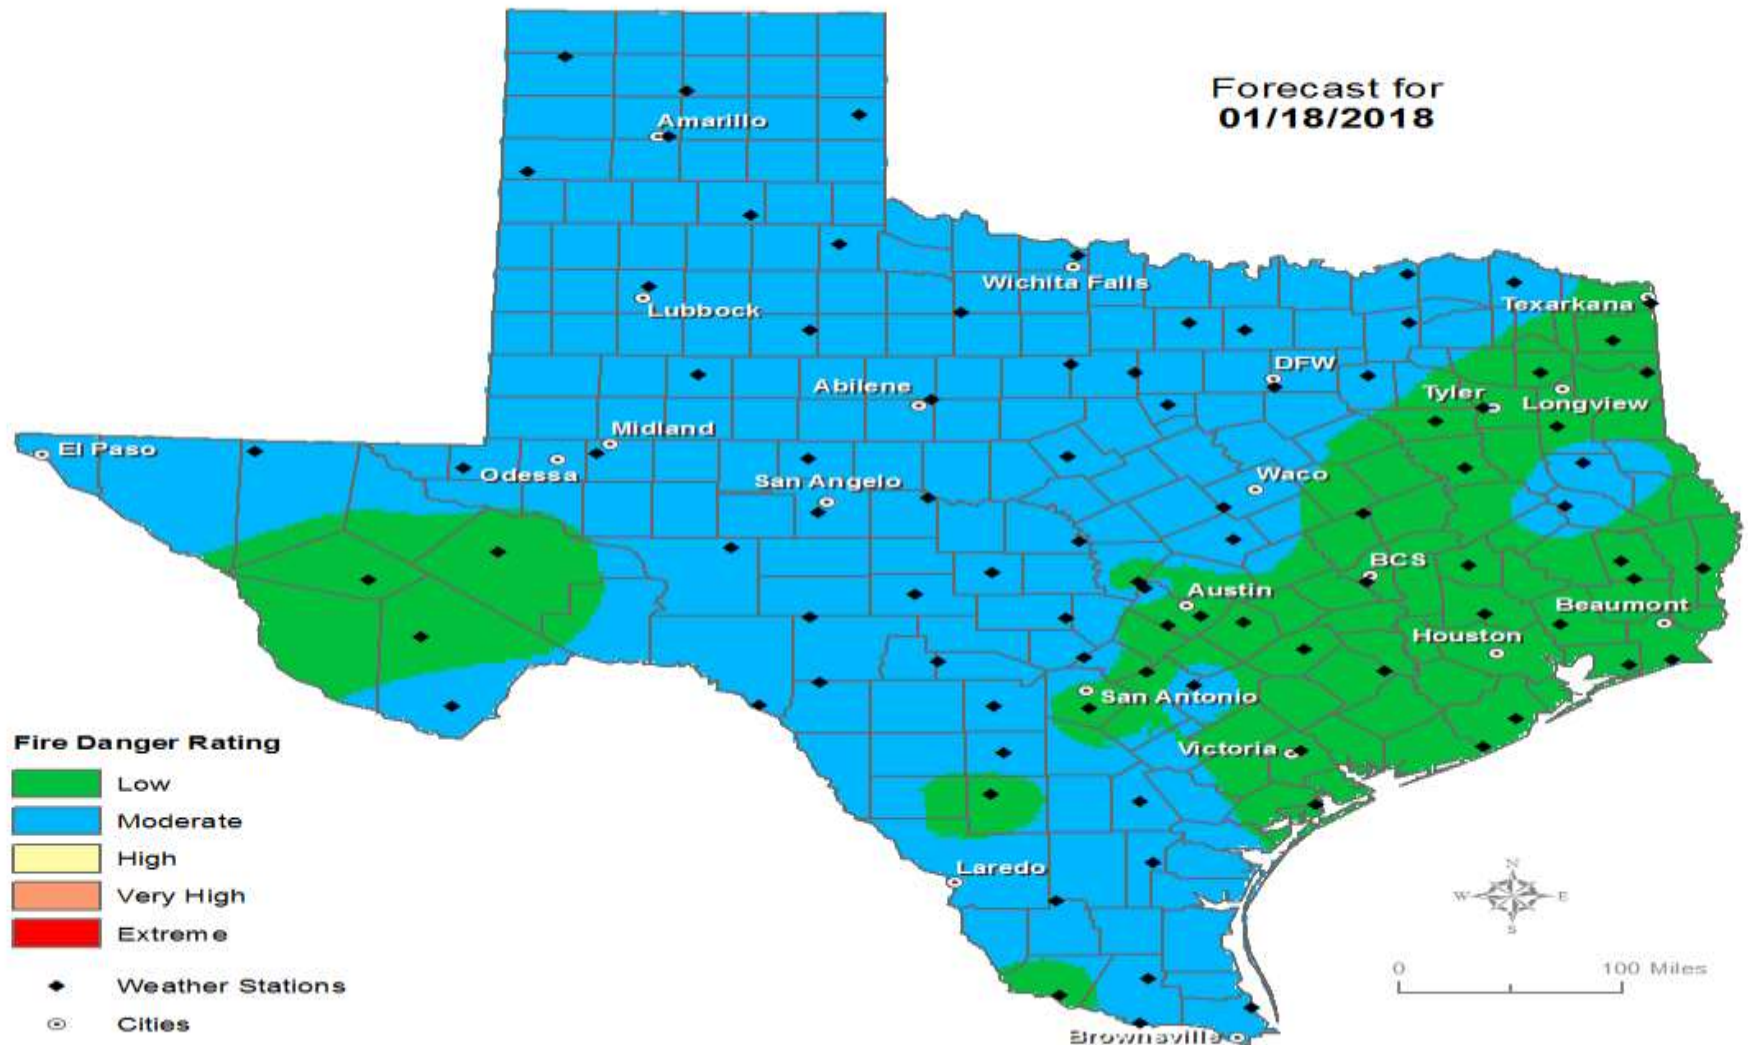 Forecast for
01/18/2018
Amarillo
Wichita Falls
Lubbock
Texarkana
DFW
Abilene
Tyler
Longview
Midland
El Paso
Odessa
San Angelo
Waco
BCS
Austin
Beaumont
Houston
San Antonio
Victoria
Laredo
Brownsville
Fire Danger Rating
Low
Moderate
High
Very High
Extreme
Weather Stations
Cities
N
W E
S
0 100 Miles